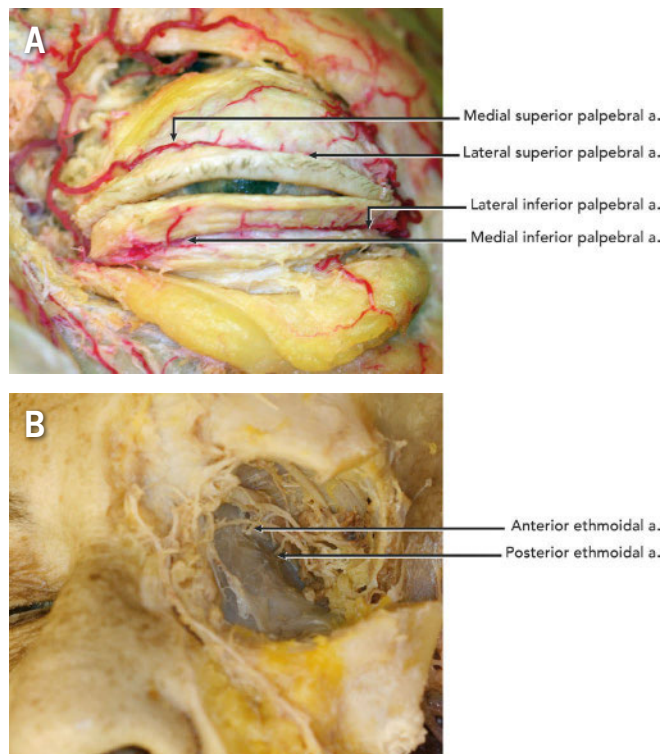 A
Medial superior palpebral a.
Lateral superior palpebral a.
Lateral inferior palpebral a.
Medial inferior palpebral a.
B
Anterior ethmoidal a.
Posterior ethmoidal a.